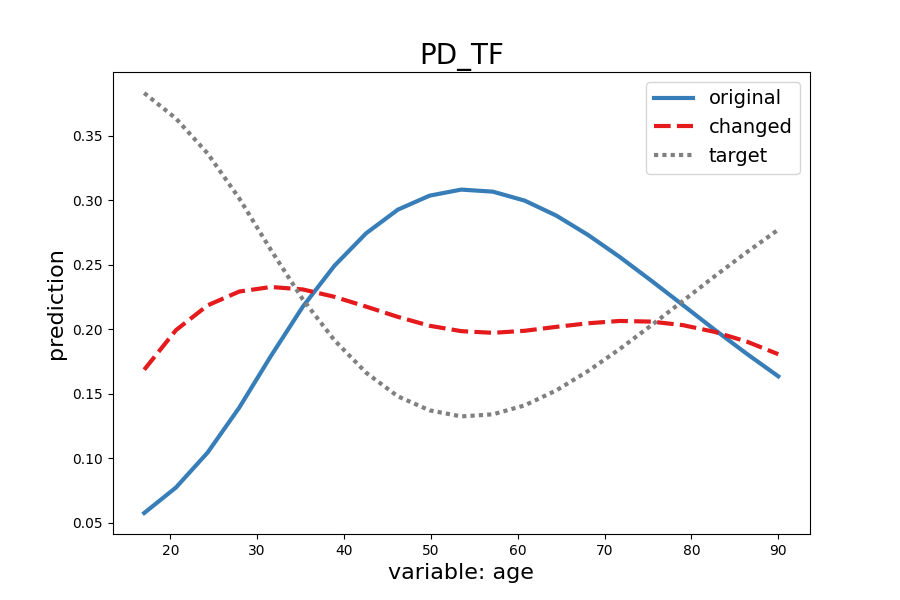 PD_TF
original
changed
target
prediction
0.35
0.30
0.25
0.20
0.15
0.10
0.05
20 30 40 50 60 70 80 90
variable: age